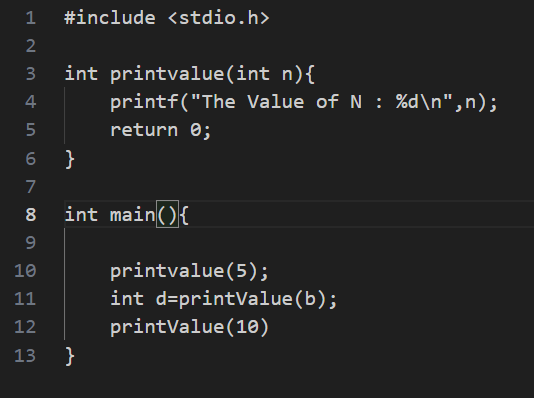 1 #include <stdio.h>
2
3 int printvalue(int n){
4     printf("The Value of N : %d\n",n);
5     return 0;
6 }
7
8 int main(){
9
10     printvalue(5);
11     int d=printValue(b);
12     printValue(10)
13 }